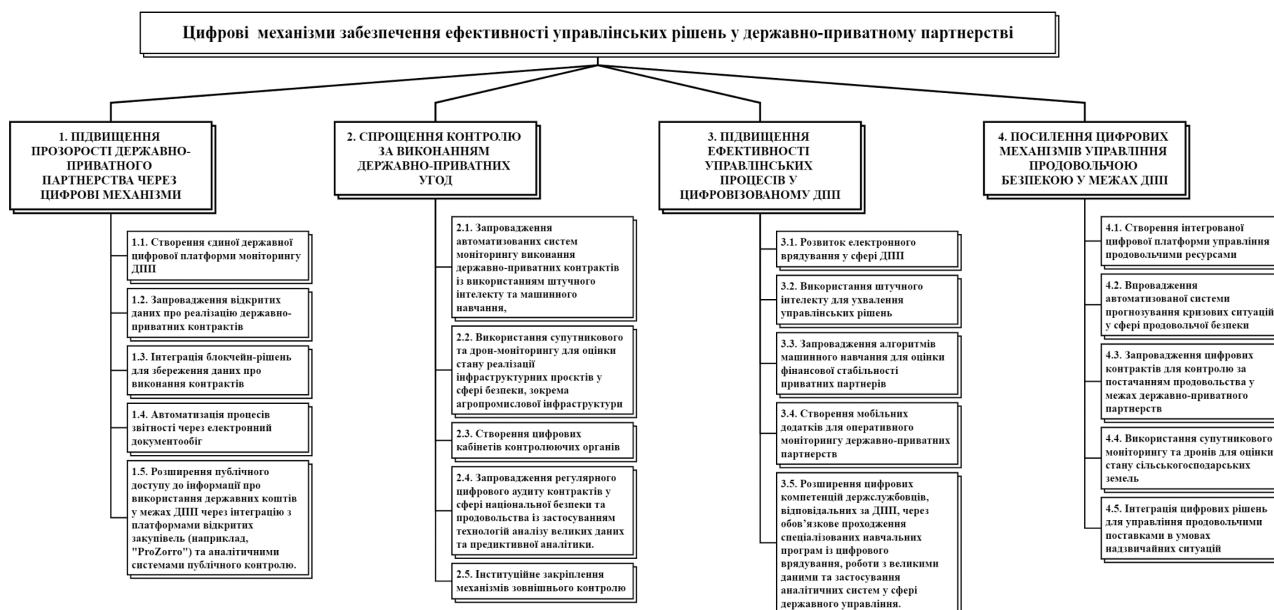 Цифрові механізми забезпечення ефективності управлінських рішень у державно-приватному партнерстві
1. ПІДВИЩЕННЯ
ПРОЗОРОСТІ ДЕРЖАВНО-
ПРИВАТНОГО
ПАРТНЕРСТВА ЧЕРЕЗ
ЦИФРОВІ МЕХАНІЗМИ
1.1. Створення єдиної державної
цифрової платформи моніторингу
ДПП
1.2. Запровадження відкритих
даних про реалізацію державно-
приватних контрактів
1.3. Інтеграція блокчейн-рішень
для збереження даних про
виконання контрактів
1.4. Автоматизація процесів
звітності через електронний
документообіг
1.5. Розширення публічного
доступу до інформації про
використання державних коштів
у межах ДПП через інтеграцію з
платформами відкритих
закупівель (наприклад,
"ProZorro") та аналітичними
системами публічного контролю.
2. СПРОЩЕННЯ КОНТРОЛЮ
ЗА ВИКОНАННЯМ
ДЕРЖАВНО-ПРИВАТНИХ
УГОД
2.1. Запровадження
автоматизованих систем
моніторингу виконання
державно-приватних контрактів
із використанням штучного
інтелекту та машинного
навчання,
2.2. Використання супутникового
та дрон-моніторингу для оцінки
стану реалізації
інфраструктурних проєктів у
сфері безпеки, зокрема
агропромислової інфраструктури
2.3. Створення цифрових
кабінетів контролюючих органів
2.4. Запровадження регулярного
цифрового аудиту контрактів у
сфері національної безпеки та
продовольства із застосуванням
технологій аналізу великих даних
та предиктивної аналітики.
2.5. Інституційне закріплення
механізмів зовнішнього контролю
3. ПІДВИЩЕННЯ
ЕФЕКТИВНОСТІ
УПРАВЛІНСЬКИХ
ПРОЦЕСІВ У
ЦИФРОВІЗОВАНОМУ ДПП
3.1. Розвиток електронного
врядування у сфері ДПП
3.2. Використання штучного
інтелекту для ухвалення
управлінських рішень
3.3. Запровадження алгоритмів
машинного навчання для оцінки
фінансової стабільності
приватних партнерів
3.4. Створення мобільних
додатків для оперативного
моніторингу державно-приватних
партнерств
3.5. Розширення цифрових
компетенцій держслужбовців,
відповідальних за ДПП, через
обов’язкове проходження
спеціалізованих навчальних
програм із цифрового
врядування, роботи з великими
даними та застосування
аналітичних систем у сфері
державного управління.
4. ПОСИЛЕННЯ ЦИФРОВИХ
МЕХАНІЗМІВ УПРАВЛІННЯ
ПРОДОВОЛЬЧОЮ
БЕЗПЕКОЮ У МЕЖАХ ДПП
4.1. Створення інтегрованої
цифрової платформи управління
продовольчими ресурсами
4.2. Впровадження
автоматизованої системи
прогнозування кризових ситуацій
у сфері продовольчої безпеки
4.3. Запровадження цифрових
контрактів для контролю за
постачанням продовольства у
межах державно-приватного
партнерств
4.4. Використання супутникового
моніторингу та дронів для оцінки
стану сільськогосподарських
земель
4.5. Інтеграція цифрових рішень
для управління продовольчими
поставками в умовах
надзвичайних ситуацій